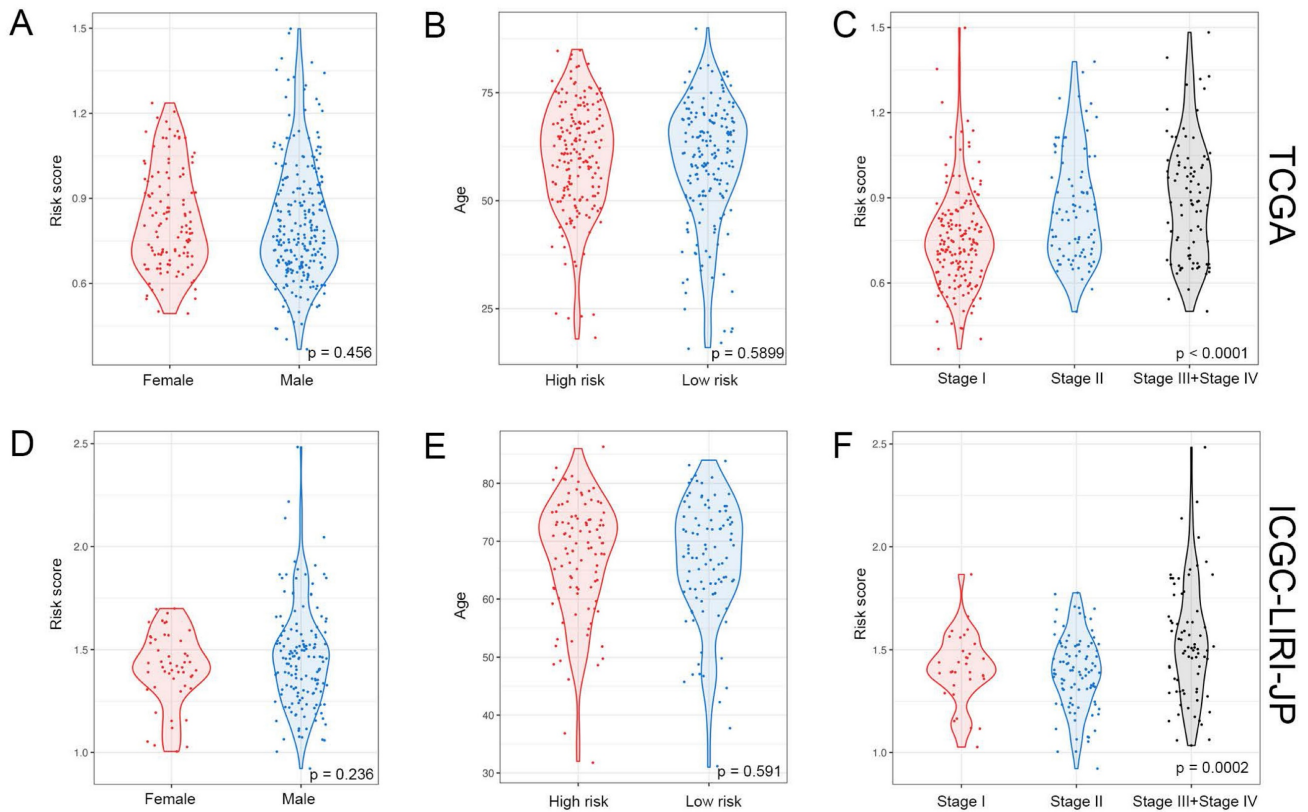 A
Risk score
1.5
1.2
0.9
0.6
p = 0.456
Female
Male
B
Age
75
50
25
p = 0.5899
High risk
Low risk
C
Risk score
1.5
1.2
0.9
0.6
p < 0.0001
Stage I
Stage II
Stage III+Stage IV
TCGA
D
Risk score
2.5
2.0
1.5
1.0
p = 0.236
Female
Male
E
Age
80
70
60
50
40
30
p = 0.591
High risk
Low risk
F
Risk score
2.5
2.0
1.5
1.0
p = 0.0002
Stage I
Stage II
Stage III+Stage IV
ICGC-LIRI-JP